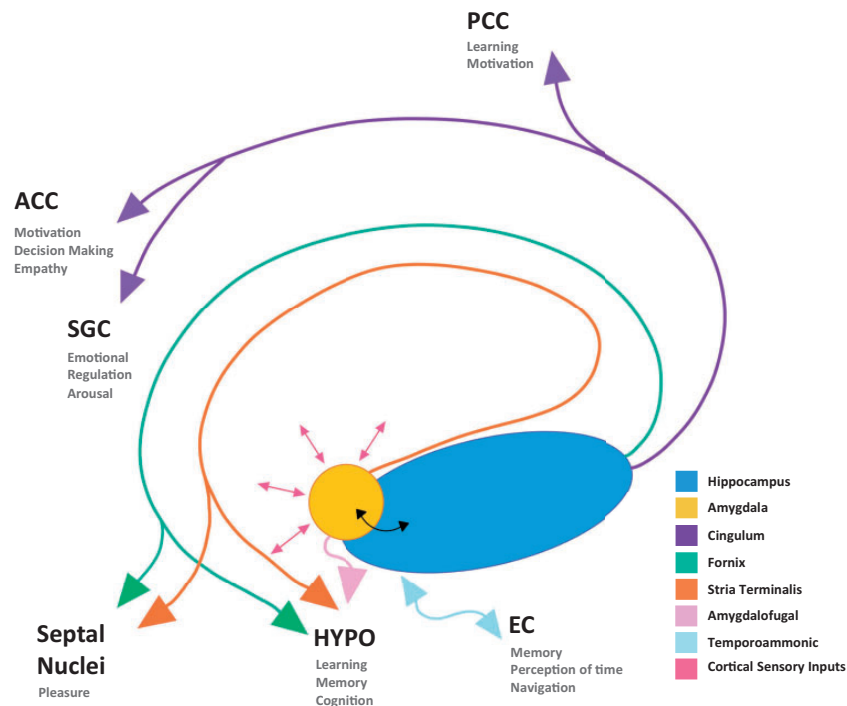 PCC
Learning
Motivation
ACC
Motivation
Decision Making
Empathy
SGC
Emotional
Regulation
Arousal
Septal
Nuclei
Pleasure
HYPO
Learning
Memory
Cognition
EC
Memory
Perception of time
Navigation
Hippocampus
Amygdala
Cingulum
Fornix
Stria Terminalis
Amygdalofugal
Temporoammonic
Cortical Sensory Inputs